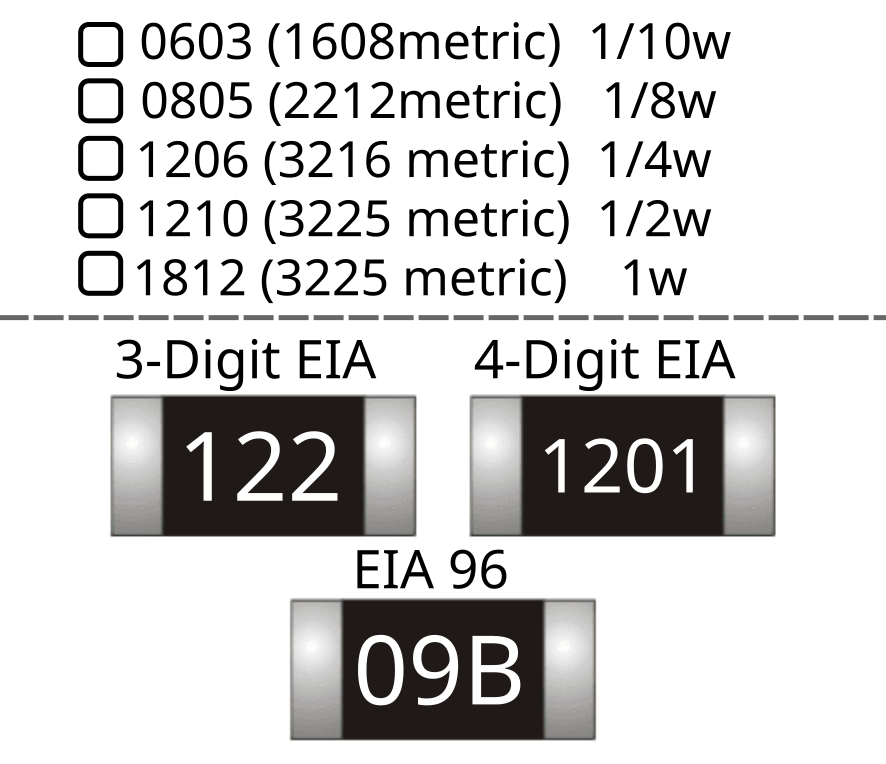 0603 (1608metric) 1/10w
0805 (2212metric) 1/8w
1206 (3216 metric) 1/4w
1210 (3225 metric) 1/2w
1812 (3225 metric) 1w
3-Digit EIA 4-Digit EIA
122 1201
EIA 96
09B